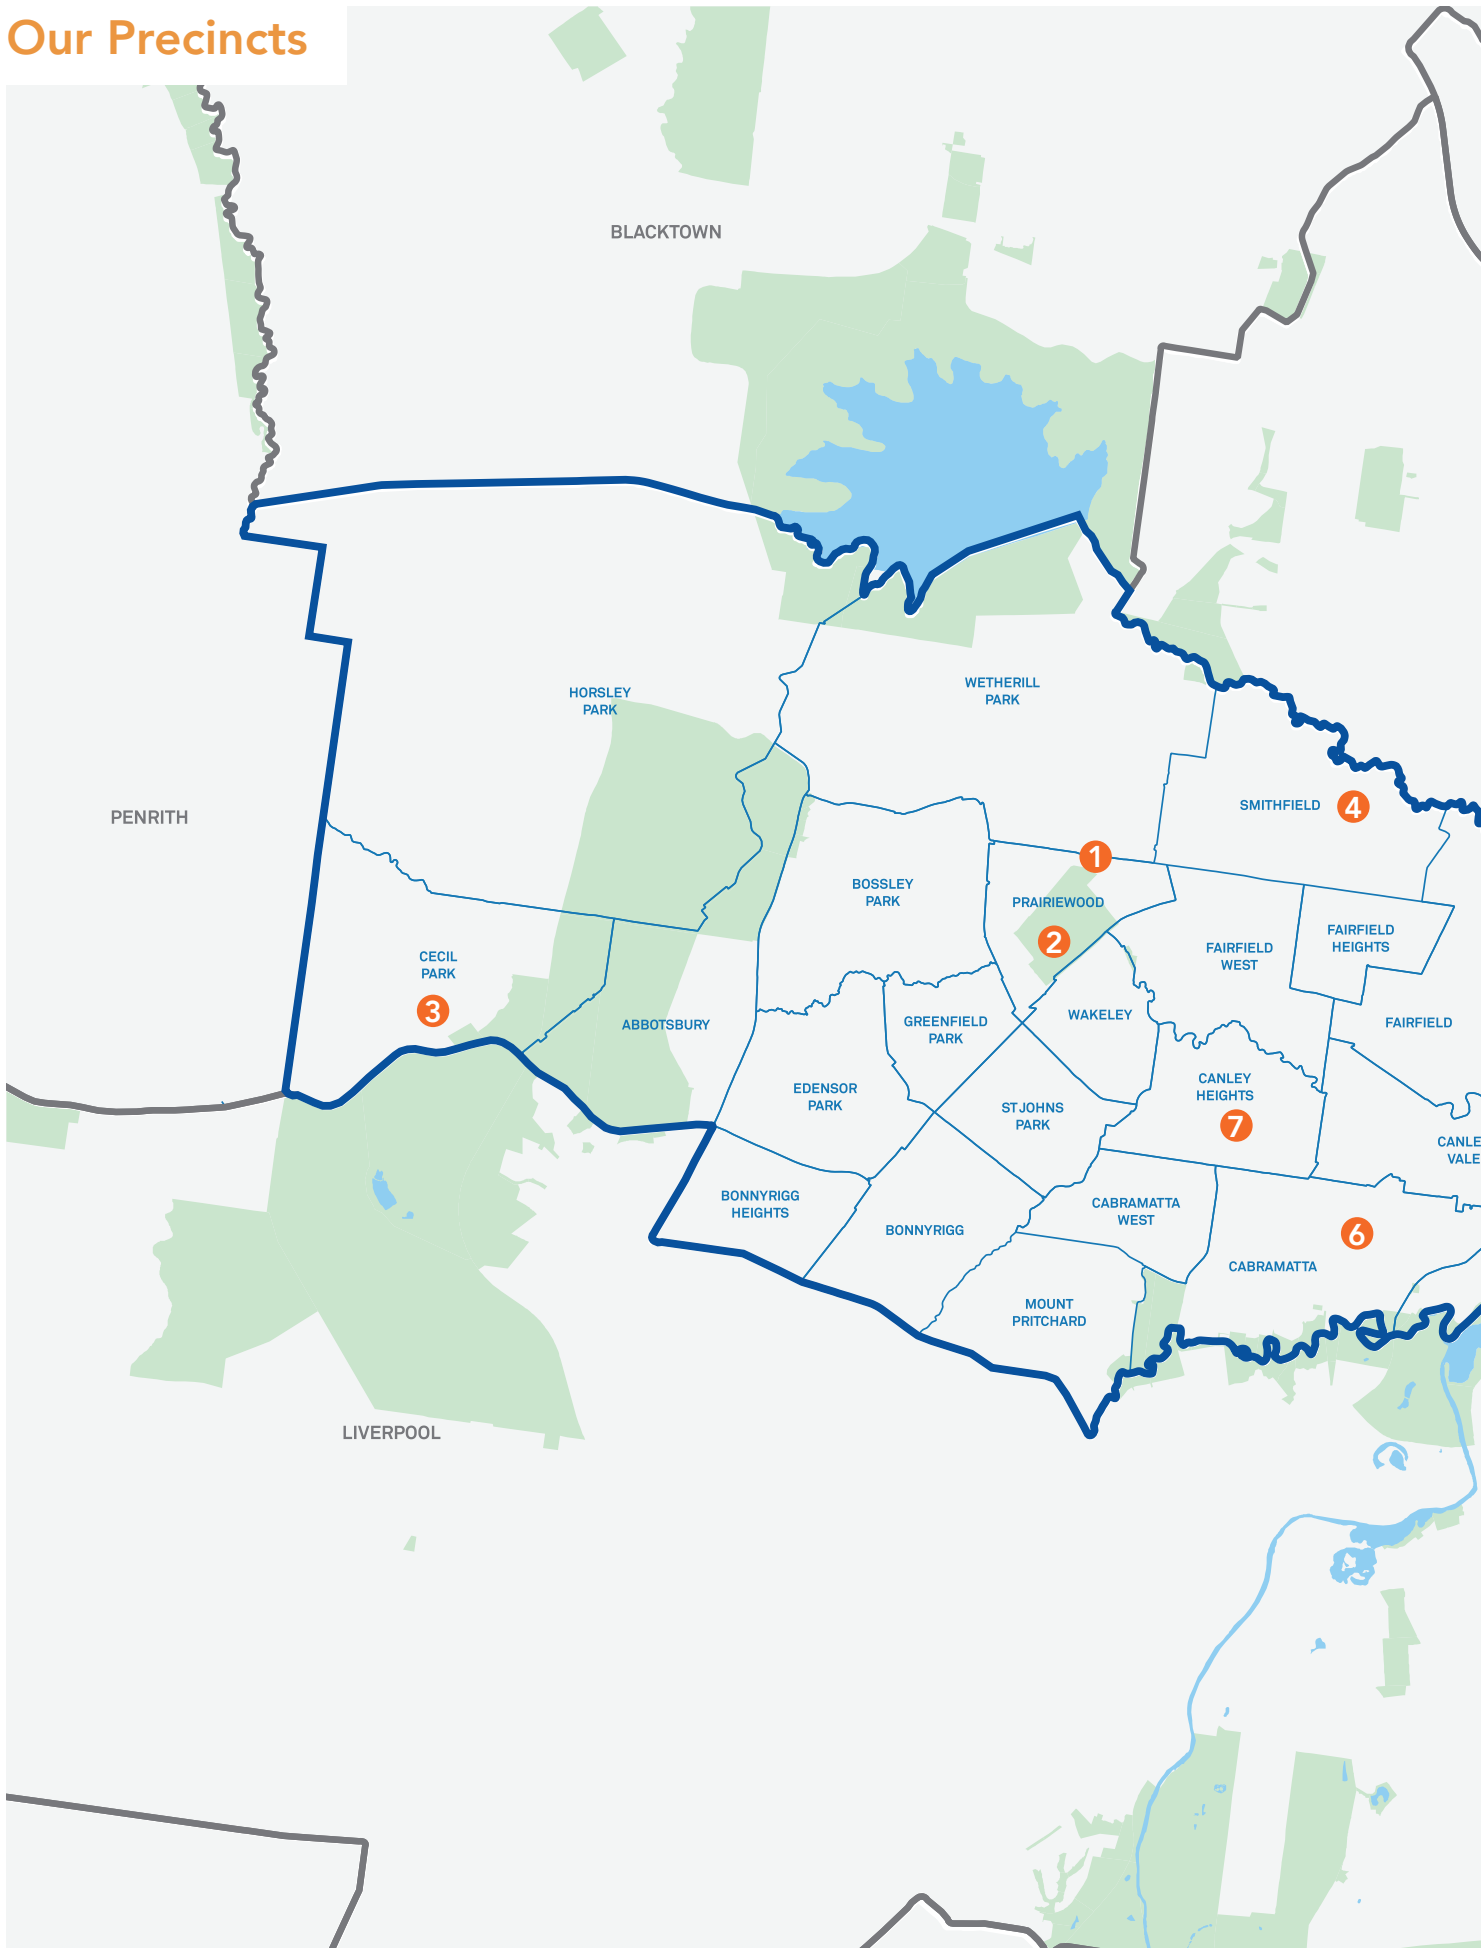 Our Precincts
BLACKTOWN
WETHERILL
PARK
HORSLEY
PARK
SMITHFIELD
4
PENRITH
1
BOSSLEY
PARK
PRAIRIEWOOD
2
FAIRFIELD
HEIGHTS
FAIRFIELD
WEST
CECIL
PARK
3
ABBOTSBURY
GREENFIELD
PARK
WAKELEY
FAIRFIELD
EDENSOR
PARK
CANLEY
HEIGHTS
7
ST JOHNS
PARK
CANLE
VALE
BONNYRIGG
HEIGHTS
CABRAMATTA
WEST
BONNYRIGG
6
CABRAMATTA
MOUNT
PRITCHARD
LIVERPOOL